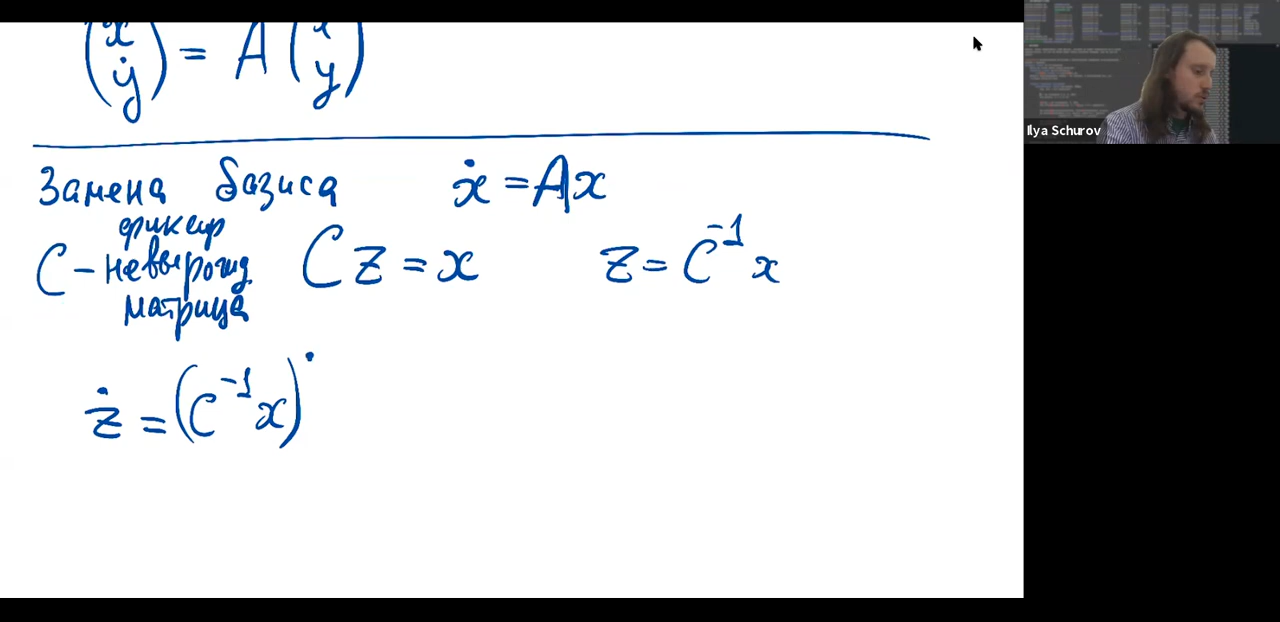 (ẋ ẏ) = A (x y)
Замена базиса ẋ = Ax
фиксир
C – невырожд. Cz = x z = C⁻¹x
матрица
ż = (C⁻¹x)˙
Ilya Schurov